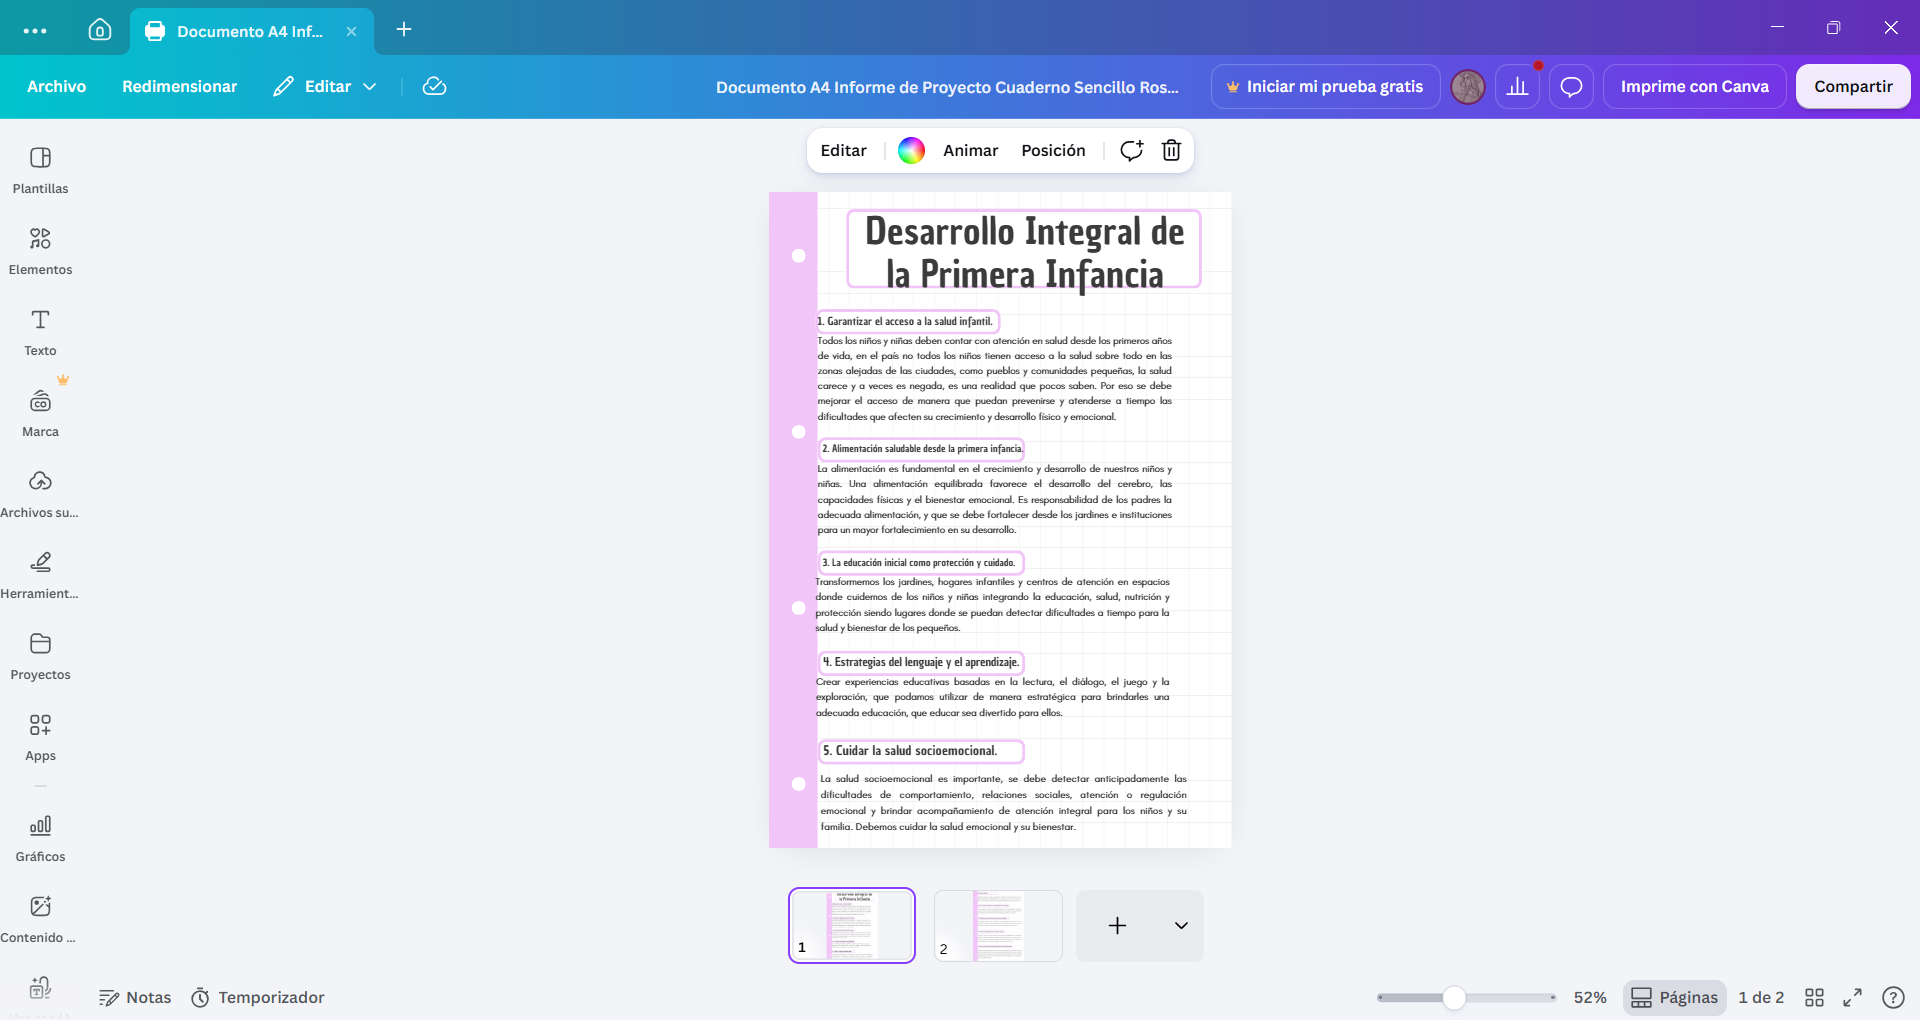 Documento A4 Inf...
Archivo
Redimensionar
Editar
Documento A4 Informe de Proyecto Cuaderno Sencillo Ros...
Iniciar mi prueba gratis
Imprime con Canva
Compartir
Editar
Animar
Posición
Plantillas
Elementos
Texto
Marca
Archivos su...
Herramient...
Proyectos
Apps
Gráficos
Contenido ...
Desarrollo Integral de
la Primera Infancia
1. Garantizar el acceso a la salud infantil.
Todos los niños y niñas deben contar con atención en salud desde los primeros años
de vida, en el país no todos los niños tienen acceso a la salud sobre todo en las
zonas alejadas de las ciudades, como pueblos y comunidades pequeñas, la salud
carece y a veces es negada, es una realidad que pocos saben. Por eso se debe
mejorar el acceso de manera que puedan prevenirse y atenderse a tiempo las
dificultades que afecten su crecimiento y desarrollo físico y emocional.
2. Alimentación saludable desde la primera infancia.
La alimentación es fundamental en el crecimiento y desarrollo de nuestros niños y
niñas. Una alimentación equilibrada favorece el desarrollo del cerebro, las
capacidades físicas y el bienestar emocional. Es responsabilidad de los padres la
adecuada alimentación, y que se debe fortalecer desde los jardines e instituciones
para un mayor fortalecimiento en su desarrollo.
3. La educación inicial como protección y cuidado.
Transformemos los jardines, hogares infantiles y centros de atención en espacios
donde cuidemos de los niños y niñas integrando la educación, salud, nutrición y
protección siendo lugares donde se puedan detectar dificultades a tiempo para la
salud y bienestar de los pequeños.
4. Estrategias del lenguaje y el aprendizaje.
Crear experiencias educativas basadas en la lectura, el diálogo, el juego y la
exploración, que podamos utilizar de manera estratégica para brindarles una
adecuada educación, que educar sea divertido para ellos.
5. Cuidar la salud socioemocional.
La salud socioemocional es importante, se debe detectar anticipadamente las
dificultades de comportamiento, relaciones sociales, atención o regulación
emocional y brindar acompañamiento de atención integral para los niños y su
familia. Debemos cuidar la salud emocional y su bienestar.
1
2
Notas
Temporizador
52%
Páginas
1 de 2